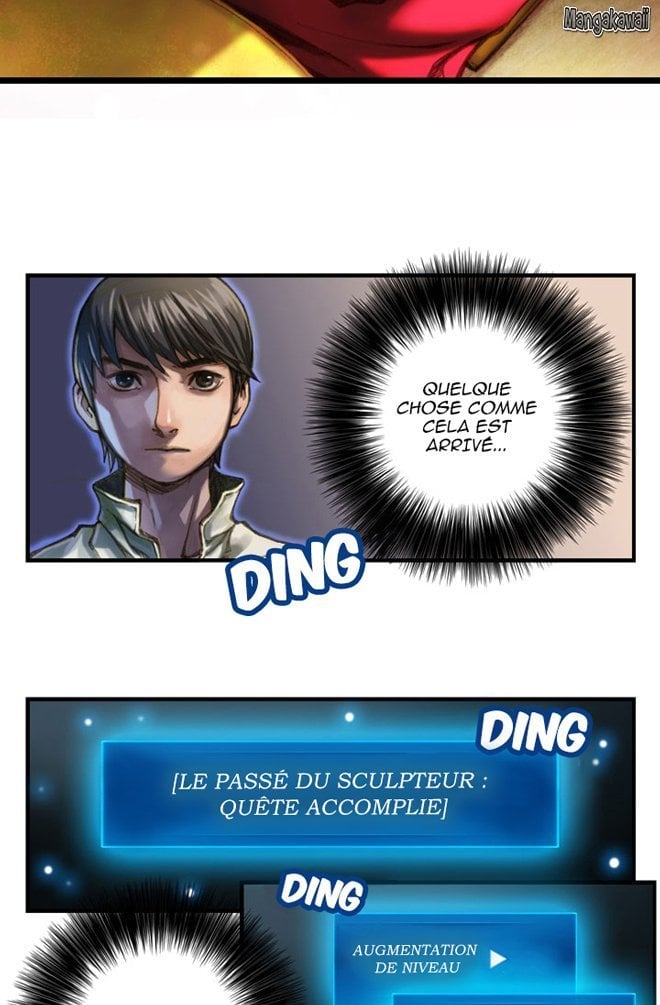 Mangakawaii
QUELQUE
CHOSE COMME
CELA EST
ARRIVÉ...
DING
DING
[LE PASSÉ DU SCULPTEUR :
QUÊTE ACCOMPLIE]
DING
AUGMENTATION
DE NIVEAU